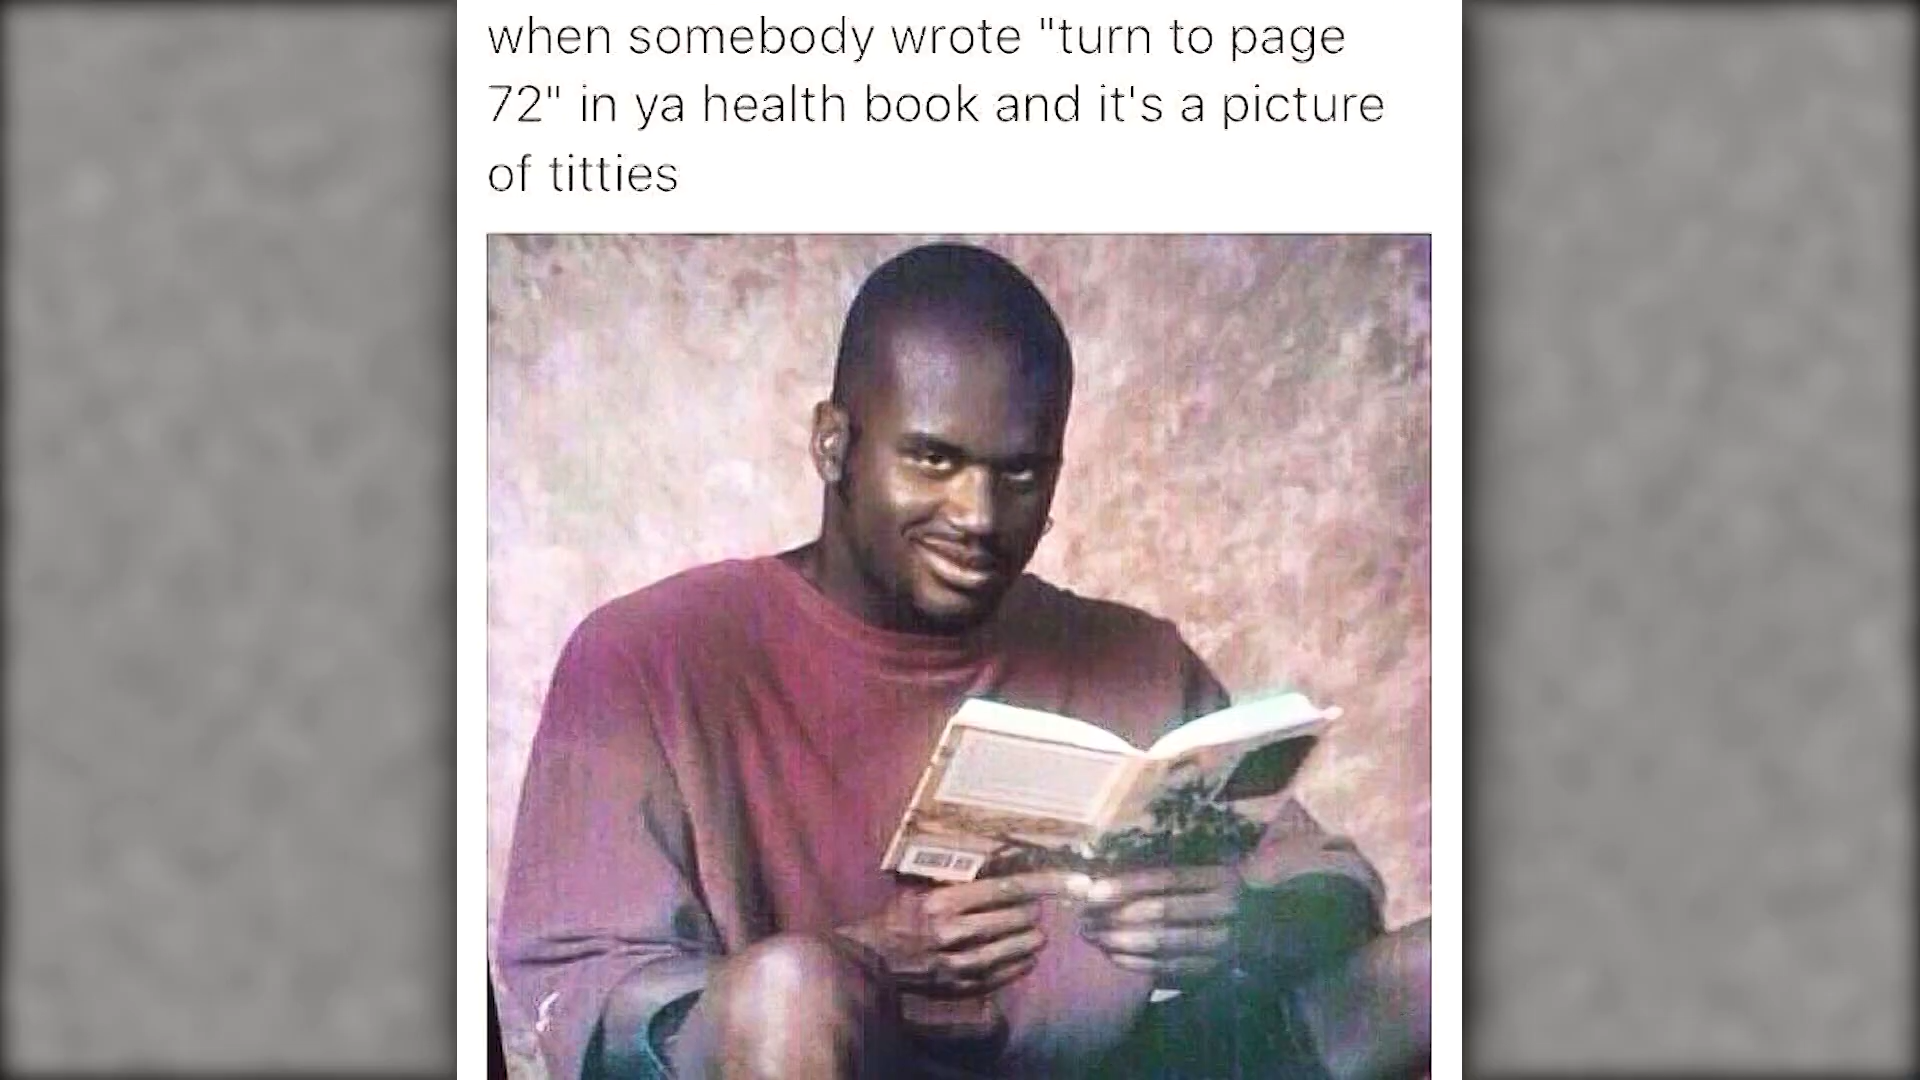 when somebody wrote "turn to page
72" in ya health book and it's a picture
of titties